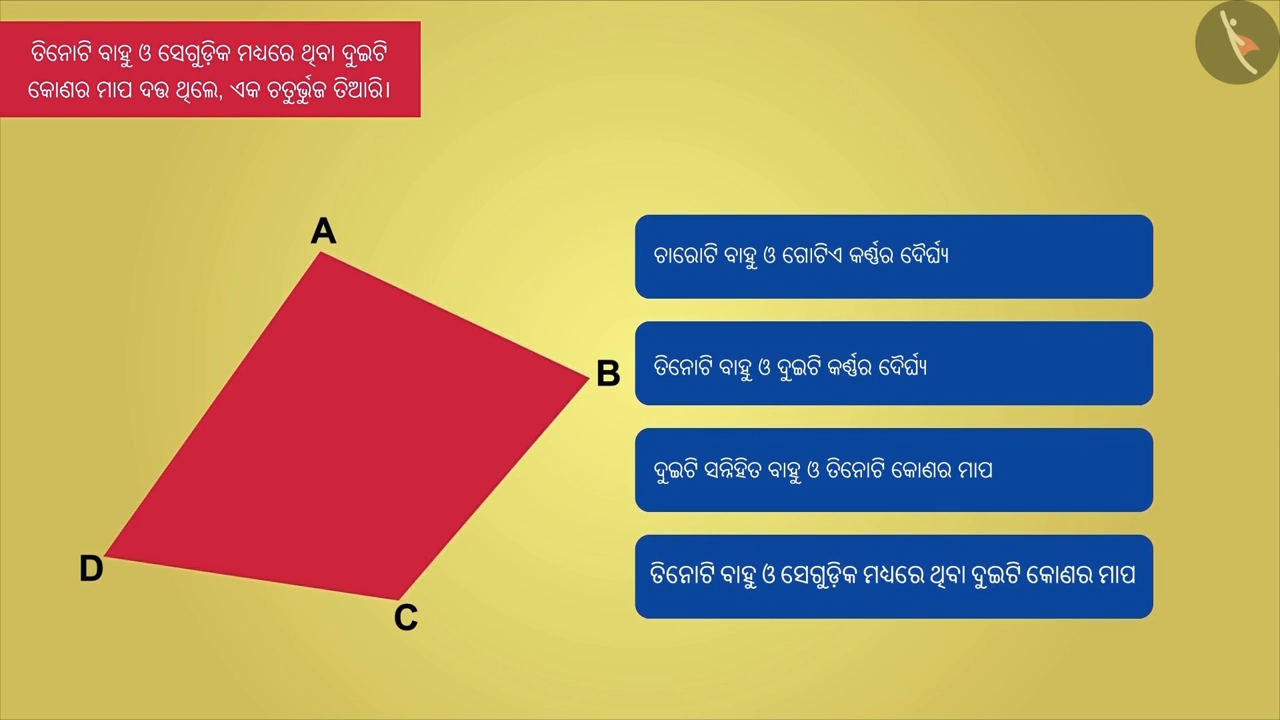 ତିନୋଟି ବାହୁ ଓ ସେଗୁଡ଼ିକ ମଧ୍ୟରେ ଥିବା ଦୁଇଟି
କୋଣର ମାପ ଦତ୍ତ ଥିଲେ, ଏକ ଚତୁର୍ଭୁଜ ତିଆରି।
A
B
C
D
ଚାରୋଟି ବାହୁ ଓ ଗୋଟିଏ କର୍ଣ୍ଣର ଦୈର୍ଘ୍ୟ
ତିନୋଟି ବାହୁ ଓ ଦୁଇଟି କର୍ଣ୍ଣର ଦୈର୍ଘ୍ୟ
ଦୁଇଟି ସନ୍ନିହିତ ବାହୁ ଓ ତିନୋଟି କୋଣର ମାପ
ତିନୋଟି ବାହୁ ଓ ସେଗୁଡ଼ିକ ମଧ୍ୟରେ ଥିବା ଦୁଇଟି କୋଣର ମାପ